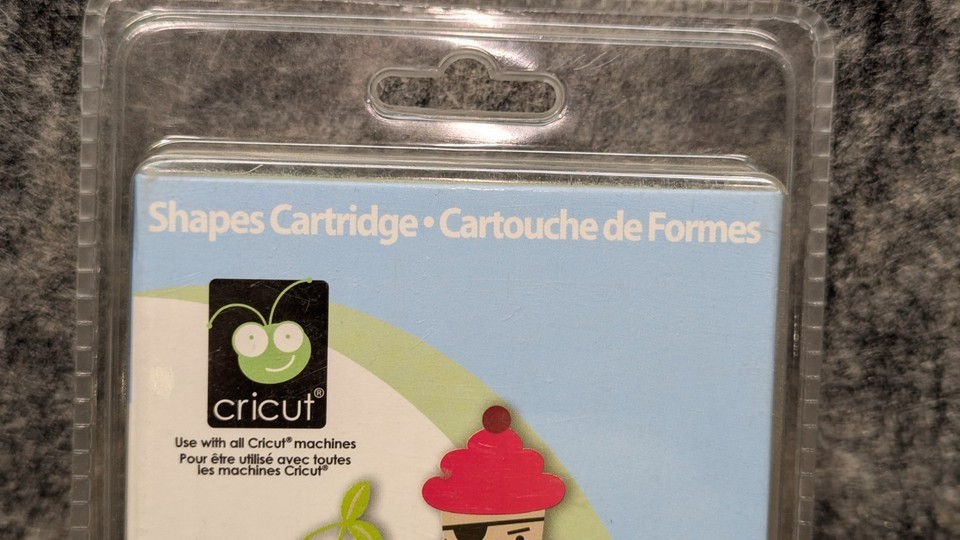 Shapes Cartridge • Cartouche de Formes
cricut®
Use with all Cricut® machines
Pour être utilisé avec toutes
les machines Cricut®